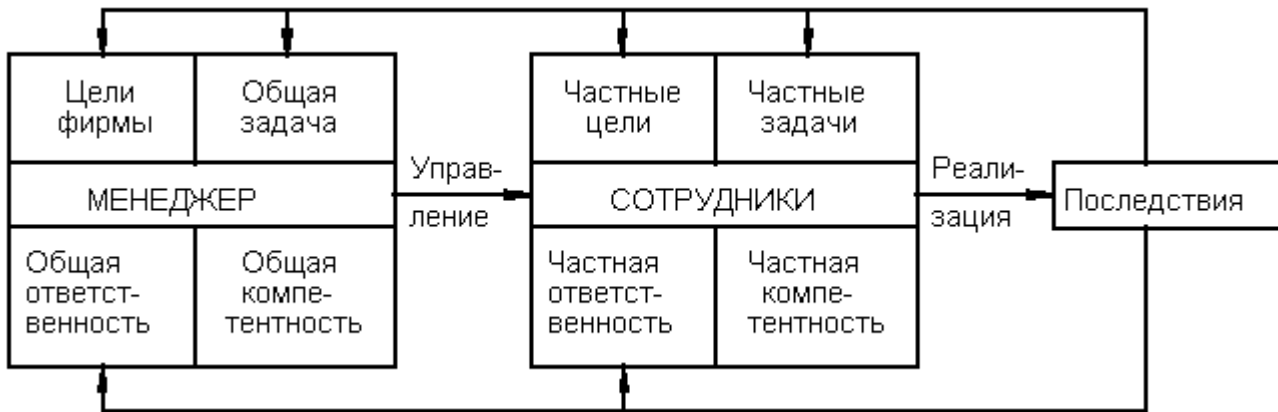 Цели
фирмы
Общая
задача
МЕНЕДЖЕР
Общая
ответст-
венность
Общая
компе-
тентность
Управ-
ление
Частные
цели
Частные
задачи
СОТРУДНИКИ
Частная
ответст-
венность
Частная
компе-
тентность
Реали-
зация
Последствия